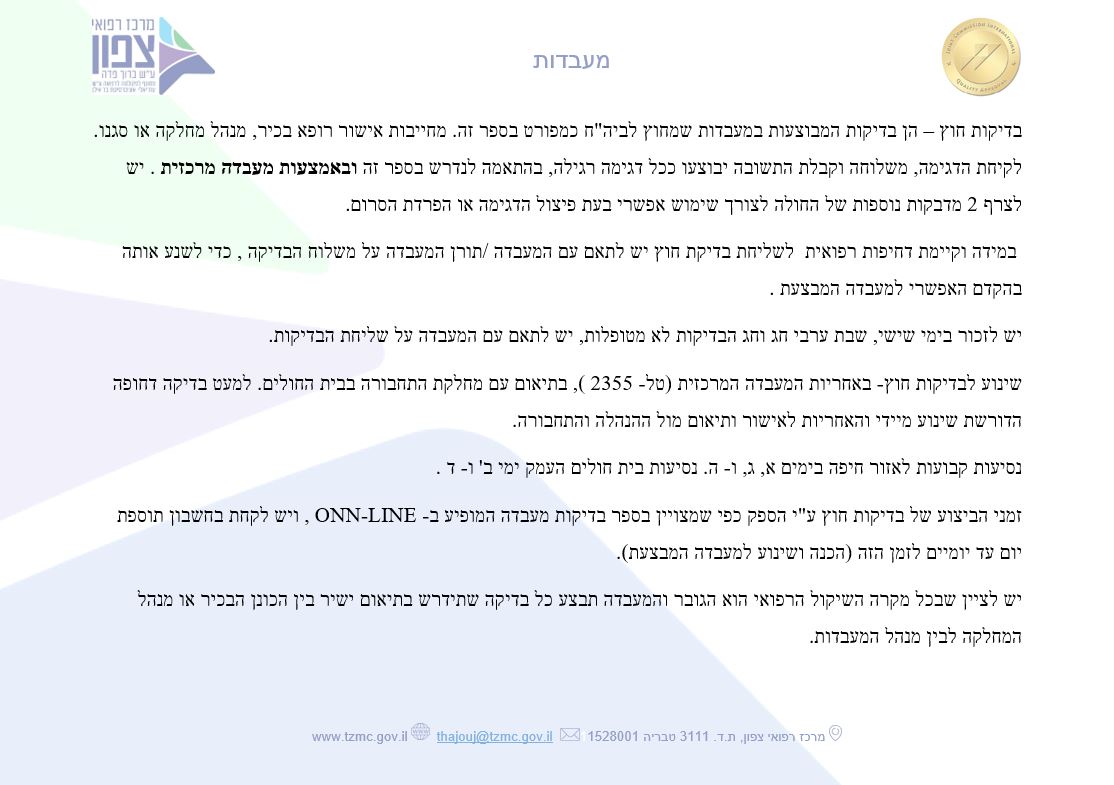 מרכז רפואי
צפון
ע״ש ברוך פדה
מעבדות
בדיקות חוץ – הן בדיקות המבוצעות במעבדות שמחוץ לביה"ח כמפורט בספר זה. מחייבות אישור רופא בכיר, מנהל מחלקה או סגנו.
לקיחת הדגימה, משלוחה וקבלת התשובה יבוצעו ככל דגימה רגילה, בהתאמה לנדרש בספר זה ובאמצעות מעבדה מרכזית . יש
לצרף 2 מדבקות נוספות של החולה לצורך שימוש אפשרי בעת פיצול הדגימה או הפרדת הסרום.
במידה וקיימת דחיפות רפואית לשליחת בדיקת חוץ יש לתאם עם המעבדה /תורן המעבדה על משלוח הבדיקה , כדי לשנע אותה
בהקדם האפשרי למעבדה המבצעת .
יש לזכור בימי שישי, שבת ערבי חג וחג הבדיקות לא מטופלות, יש לתאם עם המעבדה על שליחת הבדיקות.
שינוע לבדיקות חוץ- באחריות המעבדה המרכזית (טל- 2355 ), בתיאום עם מחלקת התחבורה בבית החולים. למעט בדיקה דחופה
הדורשת שינוע מיידי והאחריות לאישור ותיאום מול ההנהלה והתחבורה.
נסיעות קבועות לאזור חיפה בימים א, ג, ו- ה. נסיעות בית חולים העמק ימי ב' ו- ד .
זמני הביצוע של בדיקות חוץ ע"י הספק כפי שמצויין בספר בדיקות מעבדה המופיע ב- ONN-LINE , ויש לקחת בחשבון תוספת
יום עד יומיים לזמן הזה (הכנה ושינוע למעבדה המבצעת).
יש לציין שבכל מקרה השיקול הרפואי הוא הגובר והמעבדה תבצע כל בדיקה שתידרש בתיאום ישיר בין הכונן הבכיר או מנהל
המחלקה לבין מנהל המעבדות.
מרכז רפואי צפון, ת.ד. 3111 טבריה 1528001 thajouj@tzmc.gov.il www.tzmc.gov.il